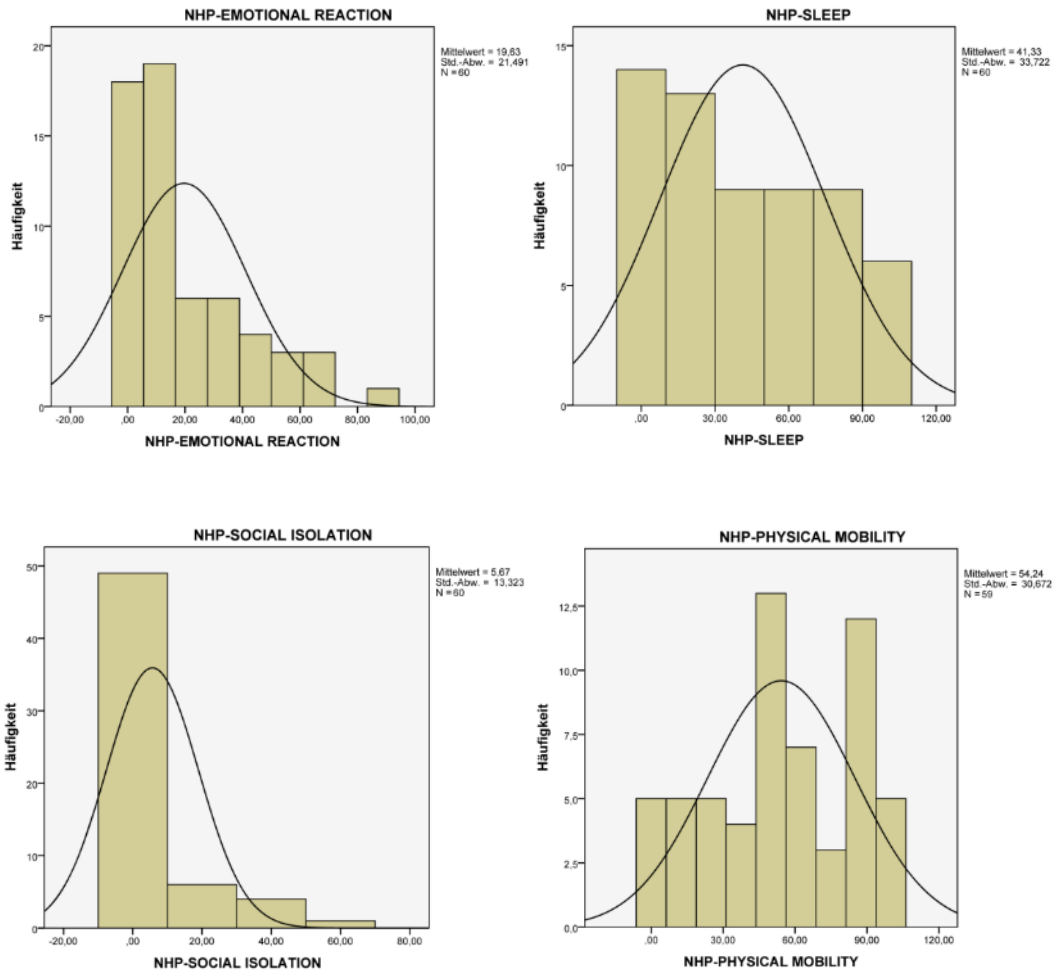 NHP-EMOTIONAL REACTION
Mittelwert = 19,63
Std.-Abw. = 21,491
N = 60
20
15
10
5
0
Häufigkeit
-20,00 ,00 20,00 40,00 60,00 80,00 100,00
NHP-EMOTIONAL REACTION
NHP-SLEEP
Mittelwert = 41,33
Std.-Abw. = 33,722
N = 60
15
10
5
0
Häufigkeit
,00 30,00 60,00 90,00 120,00
NHP-SLEEP
NHP-SOCIAL ISOLATION
Mittelwert = 5,67
Std.-Abw. = 13,323
N = 60
50
40
30
20
10
0
Häufigkeit
-20,00 ,00 20,00 40,00 60,00 80,00
NHP-SOCIAL ISOLATION
NHP-PHYSICAL MOBILITY
Mittelwert = 54,24
Std.-Abw. = 30,672
N = 59
12,5
10,0
7,5
5,0
2,5
0,0
Häufigkeit
,00 30,00 60,00 90,00 120,00
NHP-PHYSICAL MOBILITY